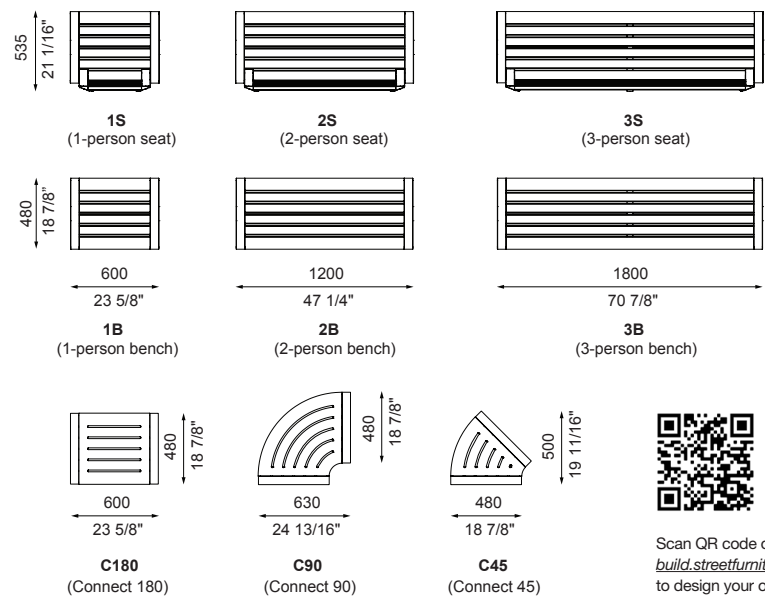 535
21 1/16"
1S
(1-person seat)
2S
(2-person seat)
3S
(3-person seat)
480
18 7/8"
600
23 5/8"
1200
47 1/4"
1800
70 7/8"
1B
(1-person bench)
2B
(2-person bench)
3B
(3-person bench)
480
18 7/8"
480
18 7/8"
500
19 11/16"
600
23 5/8"
630
24 13/16"
480
18 7/8"
C180
(Connect 180)
C90
(Connect 90)
C45
(Connect 45)
Scan QR code
build.streetfurnit
to design your